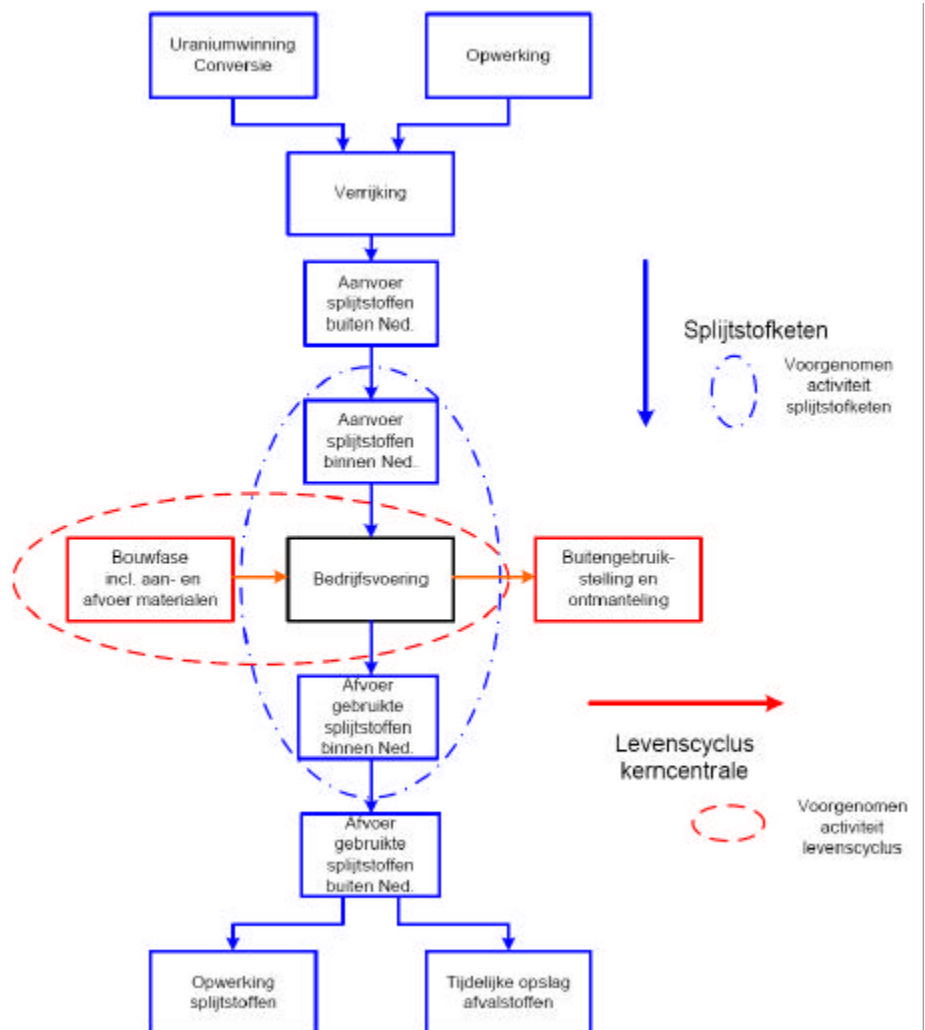 Uraniumwinning
Conversie
Opwerking
Verrijking
Aanvoer
splijtstoffen
buiten Ned.
Splijtstofketen
Voorgenomen
activiteit
splijtstofketen
Aanvoer
splijtstoffen
binnen Ned.
Bouwfase
incl. aan- en
afvoer materialen
Bedrijfsvoering
Buitengebruik-
stelling en
ontmanteling
Afvoer
gebruikte
splijtstoffen
binnen Ned.
Levenscyclus
kerncentrale
Voorgenomen
activiteit
levenscyclus
Afvoer
gebruikte
splijtstoffen
buiten Ned.
Opwerking
splijtstoffen
Tijdelijke opslag
afvalstoffen